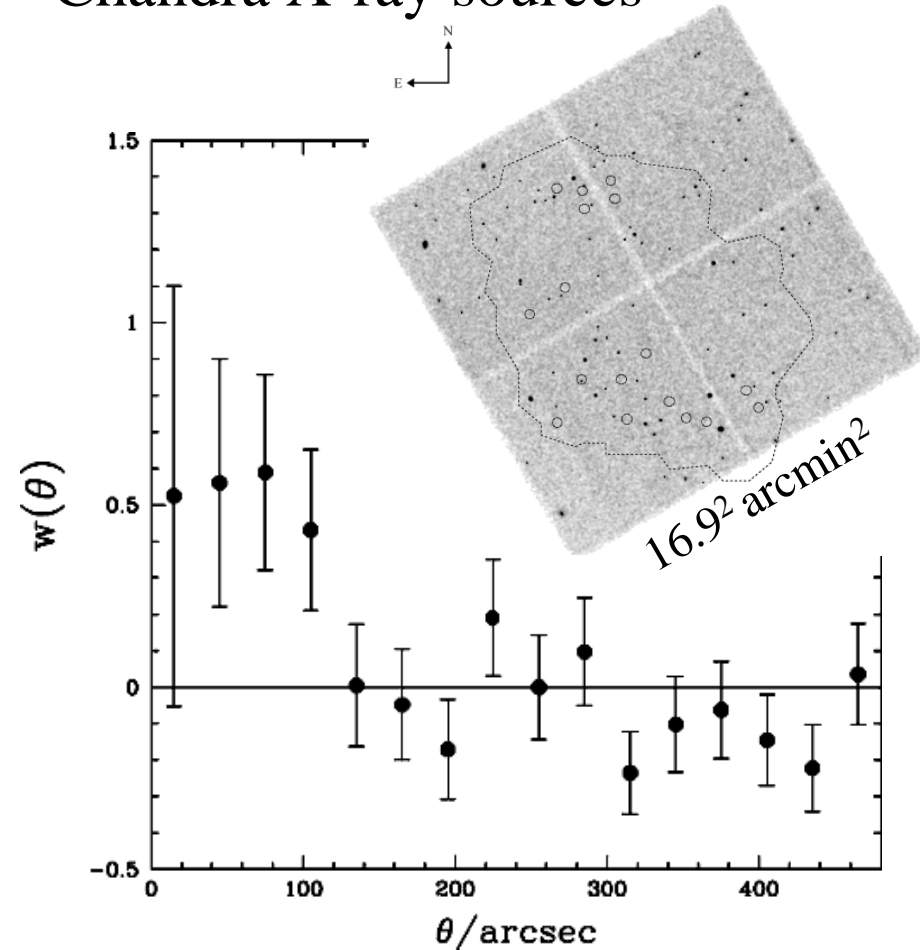 Chandra X-ray sources
N
E
1.5
1
0.5
0
−0.5
w(θ)
0 100 200 300 400
θ/arcsec
16.9² arcmin²